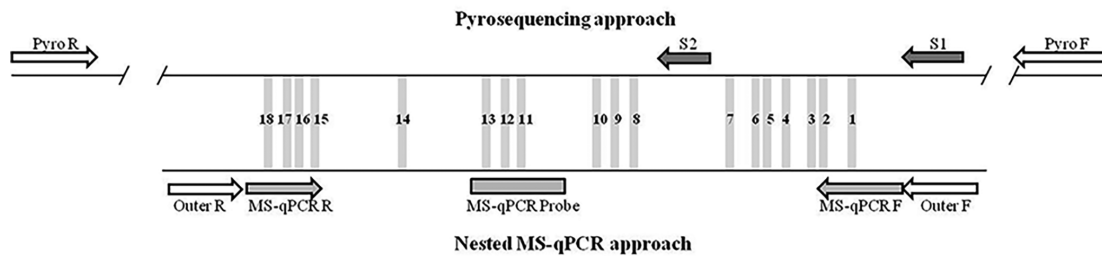 Pyrosequencing approach
Pyro R
S2
S1
Pyro F
18 17 16 15 14 13 12 11 10 9 8 7 6 5 4 3 2 1
Outer R
MS-qPCR R
MS-qPCR Probe
MS-qPCR F
Outer F
Nested MS-qPCR approach